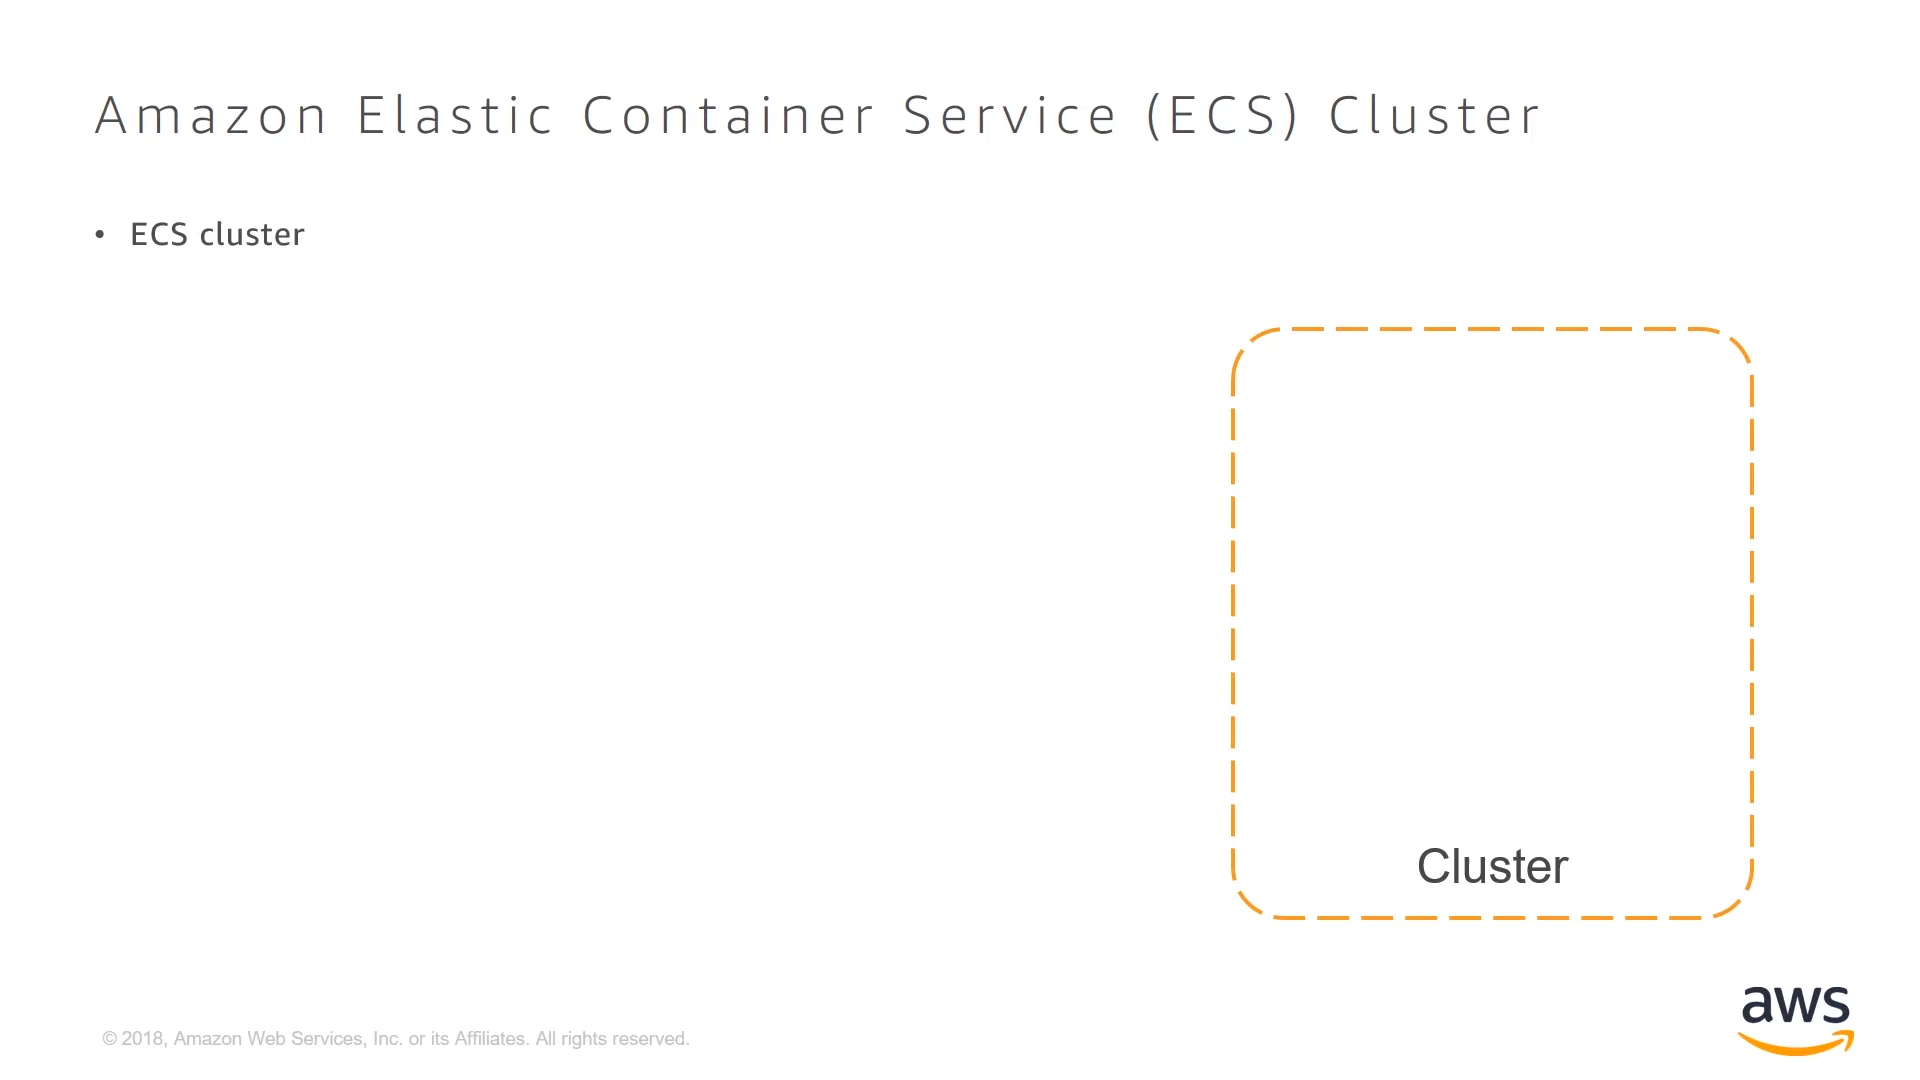 Amazon Elastic Container Service (ECS) Cluster
• ECS cluster
Cluster
aws
© 2018, Amazon Web Services, Inc. or its Affiliates. All rights reserved.